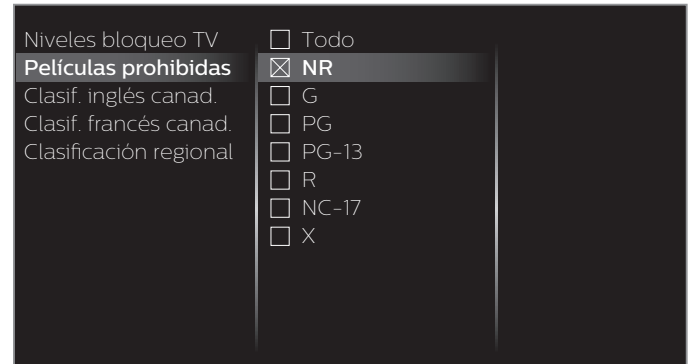 Niveles bloqueo TV
Películas prohibidas
Clasif. inglés canad.
Clasif. francés canad.
Clasificación regional
Todo
NR
G
PG
PG-13
R
NC-17
X